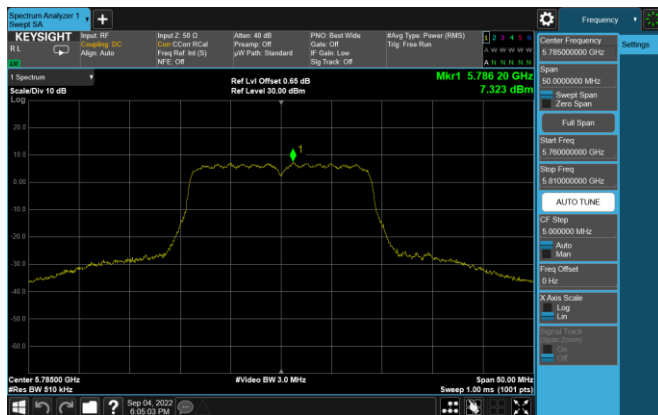 Spectrum Analyzer 1
Swept SA
+
Frequency
KEYSIGHT
RL
Input: RF
Coupling: DC
Align: Auto
Input Z: 50 Ω
Corr CCorr RCal
Freq Ref: Int (S)
NFE: Off
Atten: 40 dB
Preamp: Off
µW Path: Standard
PNO: Best Wide
Gate: Off
IF Gain: Low
Sig Track: Off
#Avg Type: Power (RMS)
Trig: Free Run
1 2 3 4 5 6
A W W W W W
A N N N N N
1 Spectrum
Scale/Div 10 dB
Log
Ref Lvl Offset 0.65 dB
Ref Level 30.00 dBm
Mkr1 5.786 20 GHz
7.323 dBm
1
20.0
10.0
0.00
-10.0
-20.0
-30.0
-40.0
-50.0
-60.0
Center 5.78500 GHz
#Res BW 510 kHz
#Video BW 3.0 MHz
Span 50.00 MHz
Sweep 1.00 ms (1001 pts)
Center Frequency
5.785000000 GHz
Settings
Span
50.0000000 MHz
Swept Span
Zero Span
Full Span
Start Freq
5.760000000 GHz
Stop Freq
5.810000000 GHz
AUTO TUNE
CF Step
5.000000 MHz
Auto
Man
Freq Offset
0 Hz
X Axis Scale
Log
Lin
Signal Track
(Span Zoom)
On
Off
?
Sep 04, 2022
6:05:03 PM